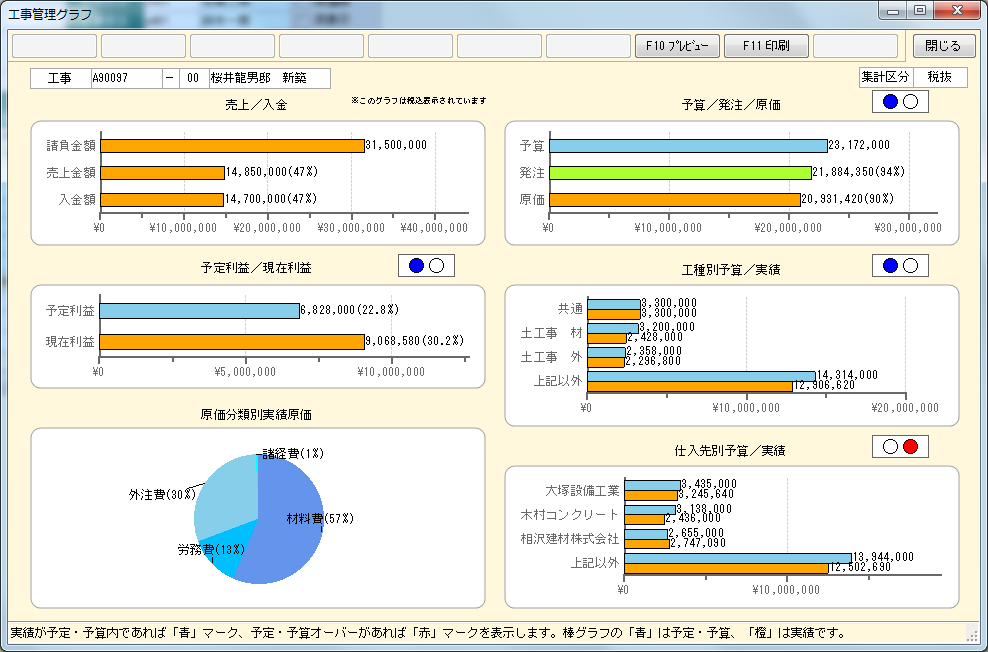 工事管理グラフ
F10 プレビュー
F11 印刷
閉じる
工事 A90097 － 00 桜井龍男邸 新築
集計区分 税抜
売上／入金
※このグラフは税込表示されています
請負金額 31,500,000
売上金額 14,850,000(47%)
入金額 14,700,000(47%)
¥0 ¥10,000,000 ¥20,000,000 ¥30,000,000 ¥40,000,000
予算／発注／原価
予算 23,172,000
発注 21,884,350(94%)
原価 20,931,420(90%)
¥0 ¥10,000,000 ¥20,000,000 ¥30,000,000
予定利益／現在利益
予定利益 6,828,000(22.8%)
現在利益 9,068,580(30.2%)
¥0 ¥5,000,000 ¥10,000,000
工種別予算／実績
共通 3,300,000
3,300,000
土工事 材 3,200,000
2,428,000
土工事 外 2,358,000
2,296,800
上記以外 14,314,000
12,906,620
¥0 ¥10,000,000 ¥20,000,000
原価分類別実績原価
諸経費(1%)
外注費(30%)
材料費(57%)
労務費(13%)
仕入先別予算／実績
大塚設備工業 3,435,000
3,245,640
木村コンクリート 3,138,000
2,436,000
相沢建材株式会社 2,655,000
2,747,090
上記以外 13,944,000
12,502,690
¥0 ¥10,000,000
実績が予定・予算内であれば「青」マーク、予定・予算オーバーがあれば「赤」マークを表示します。棒グラフの「青」は予定・予算、「橙」は実績です。